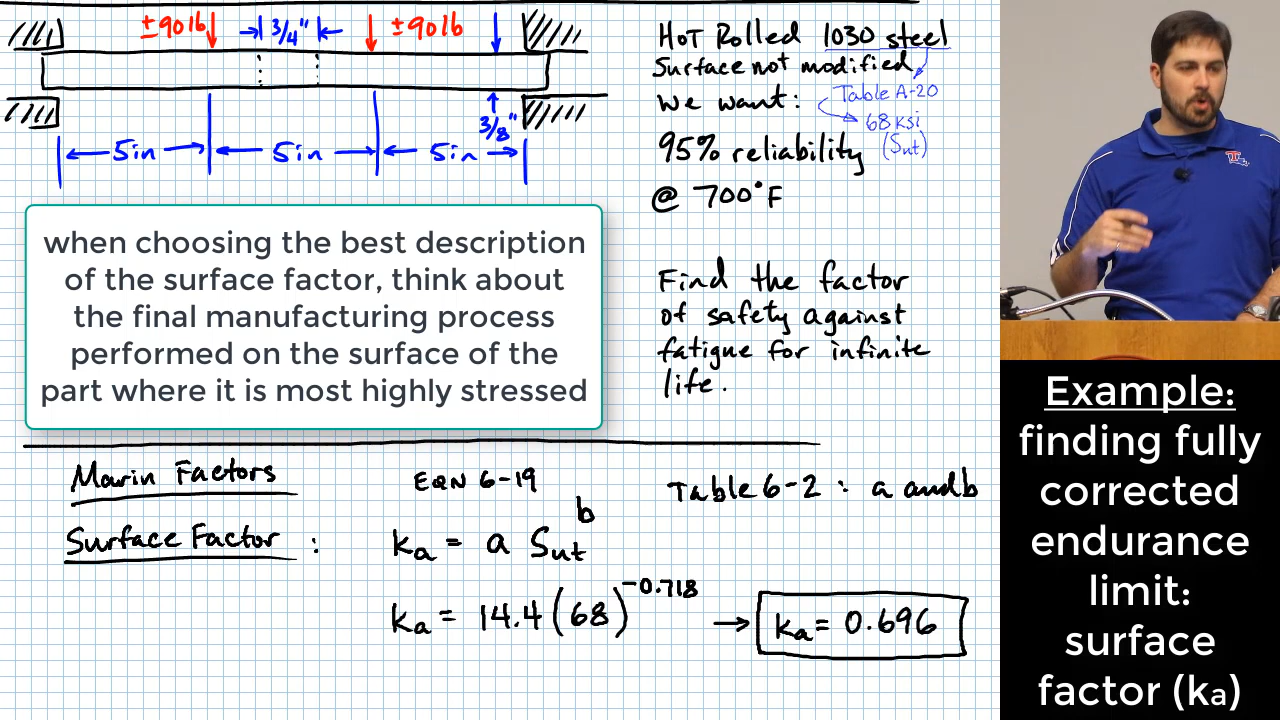 ±90 lb
3/4"
±90 lb
3/8"
5in
5in
5in
HOT Rolled 1030 steel
Surface not modified
We want:
Table A-20
68 ksi
(Sut)
95% reliability
@ 700°F
Find the factor
of safety against
fatigue for infinite
life.
when choosing the best description
of the surface factor, think about
the final manufacturing process
performed on the surface of the
part where it is most highly stressed
Marin Factors
EQN 6-19
Table 6-2 : a and b
Surface Factor :
ka = a Sut^b
ka = 14.4 (68)^-0.718 → ka = 0.696
Example:
finding fully
corrected
endurance
limit:
surface
factor (ka)